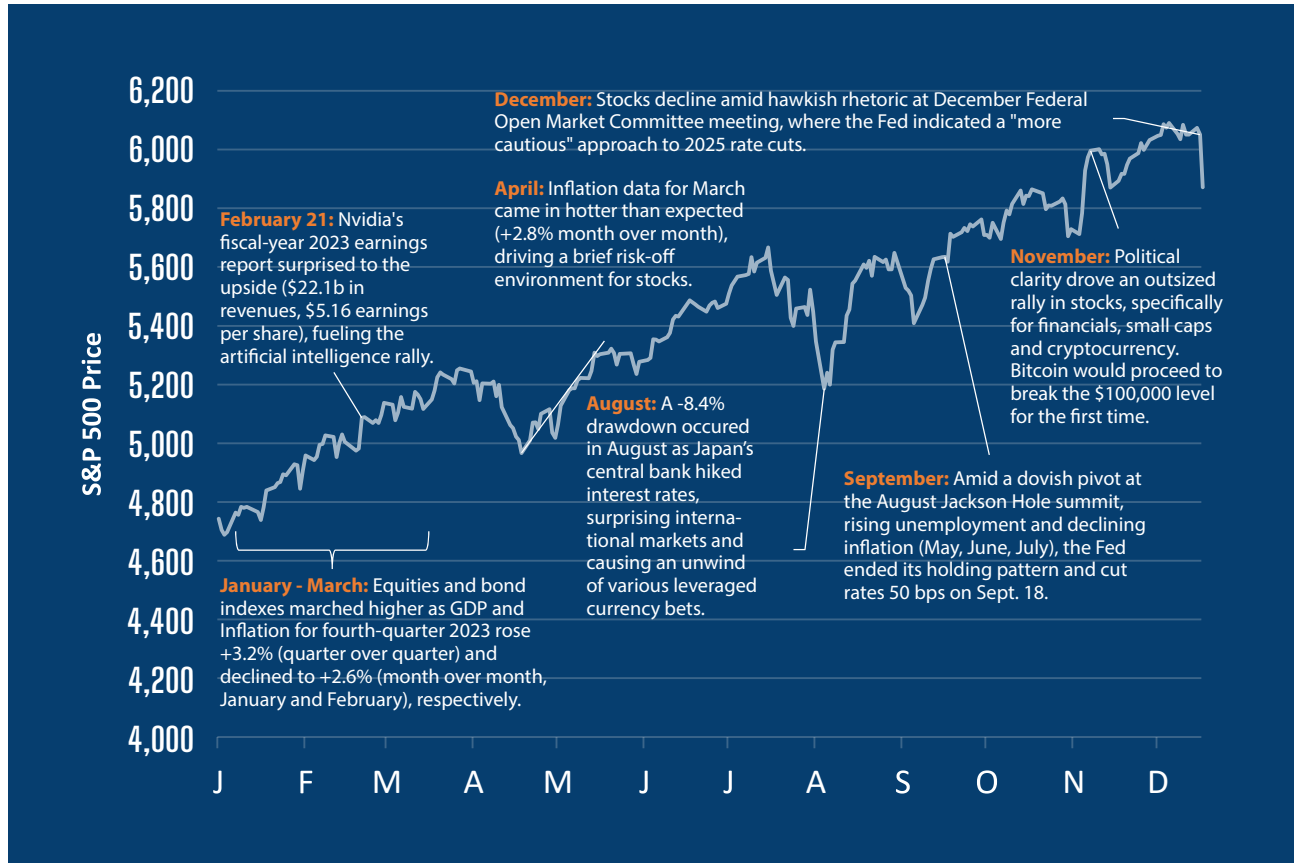 6,200
6,000
5,800
5,600
5,400
5,200
5,000
4,800
4,600
4,400
4,200
4,000
S&P 500 Price
December: Stocks decline amid hawkish rhetoric at December Federal
Open Market Committee meeting, where the Fed indicated a "more
cautious" approach to 2025 rate cuts.
April: Inflation data for March
came in hotter than expected
(+2.8% month over month),
driving a brief risk-off
environment for stocks.
February 21: Nvidia's
fiscal-year 2023 earnings
report surprised to the
upside ($22.1b in
revenues, $5.16 earnings
per share), fueling the
artificial intelligence rally.
November: Political
clarity drove an outsized
rally in stocks, specifically
for financials, small caps
and cryptocurrency.
Bitcoin would proceed to
break the $100,000 level
for the first time.
August: A -8.4%
drawdown occured
in August as Japan's
central bank hiked
interest rates,
surprising interna-
tional markets and
causing an unwind
of various leveraged
currency bets.
September: Amid a dovish pivot at
the August Jackson Hole summit,
rising unemployment and declining
inflation (May, June, July), the Fed
ended its holding pattern and cut
rates 50 bps on Sept. 18.
January - March: Equities and bond
indexes marched higher as GDP and
Inflation for fourth-quarter 2023 rose
+3.2% (quarter over quarter) and
declined to +2.6% (month over month,
January and February), respectively.
J F M A M J J A S O N D